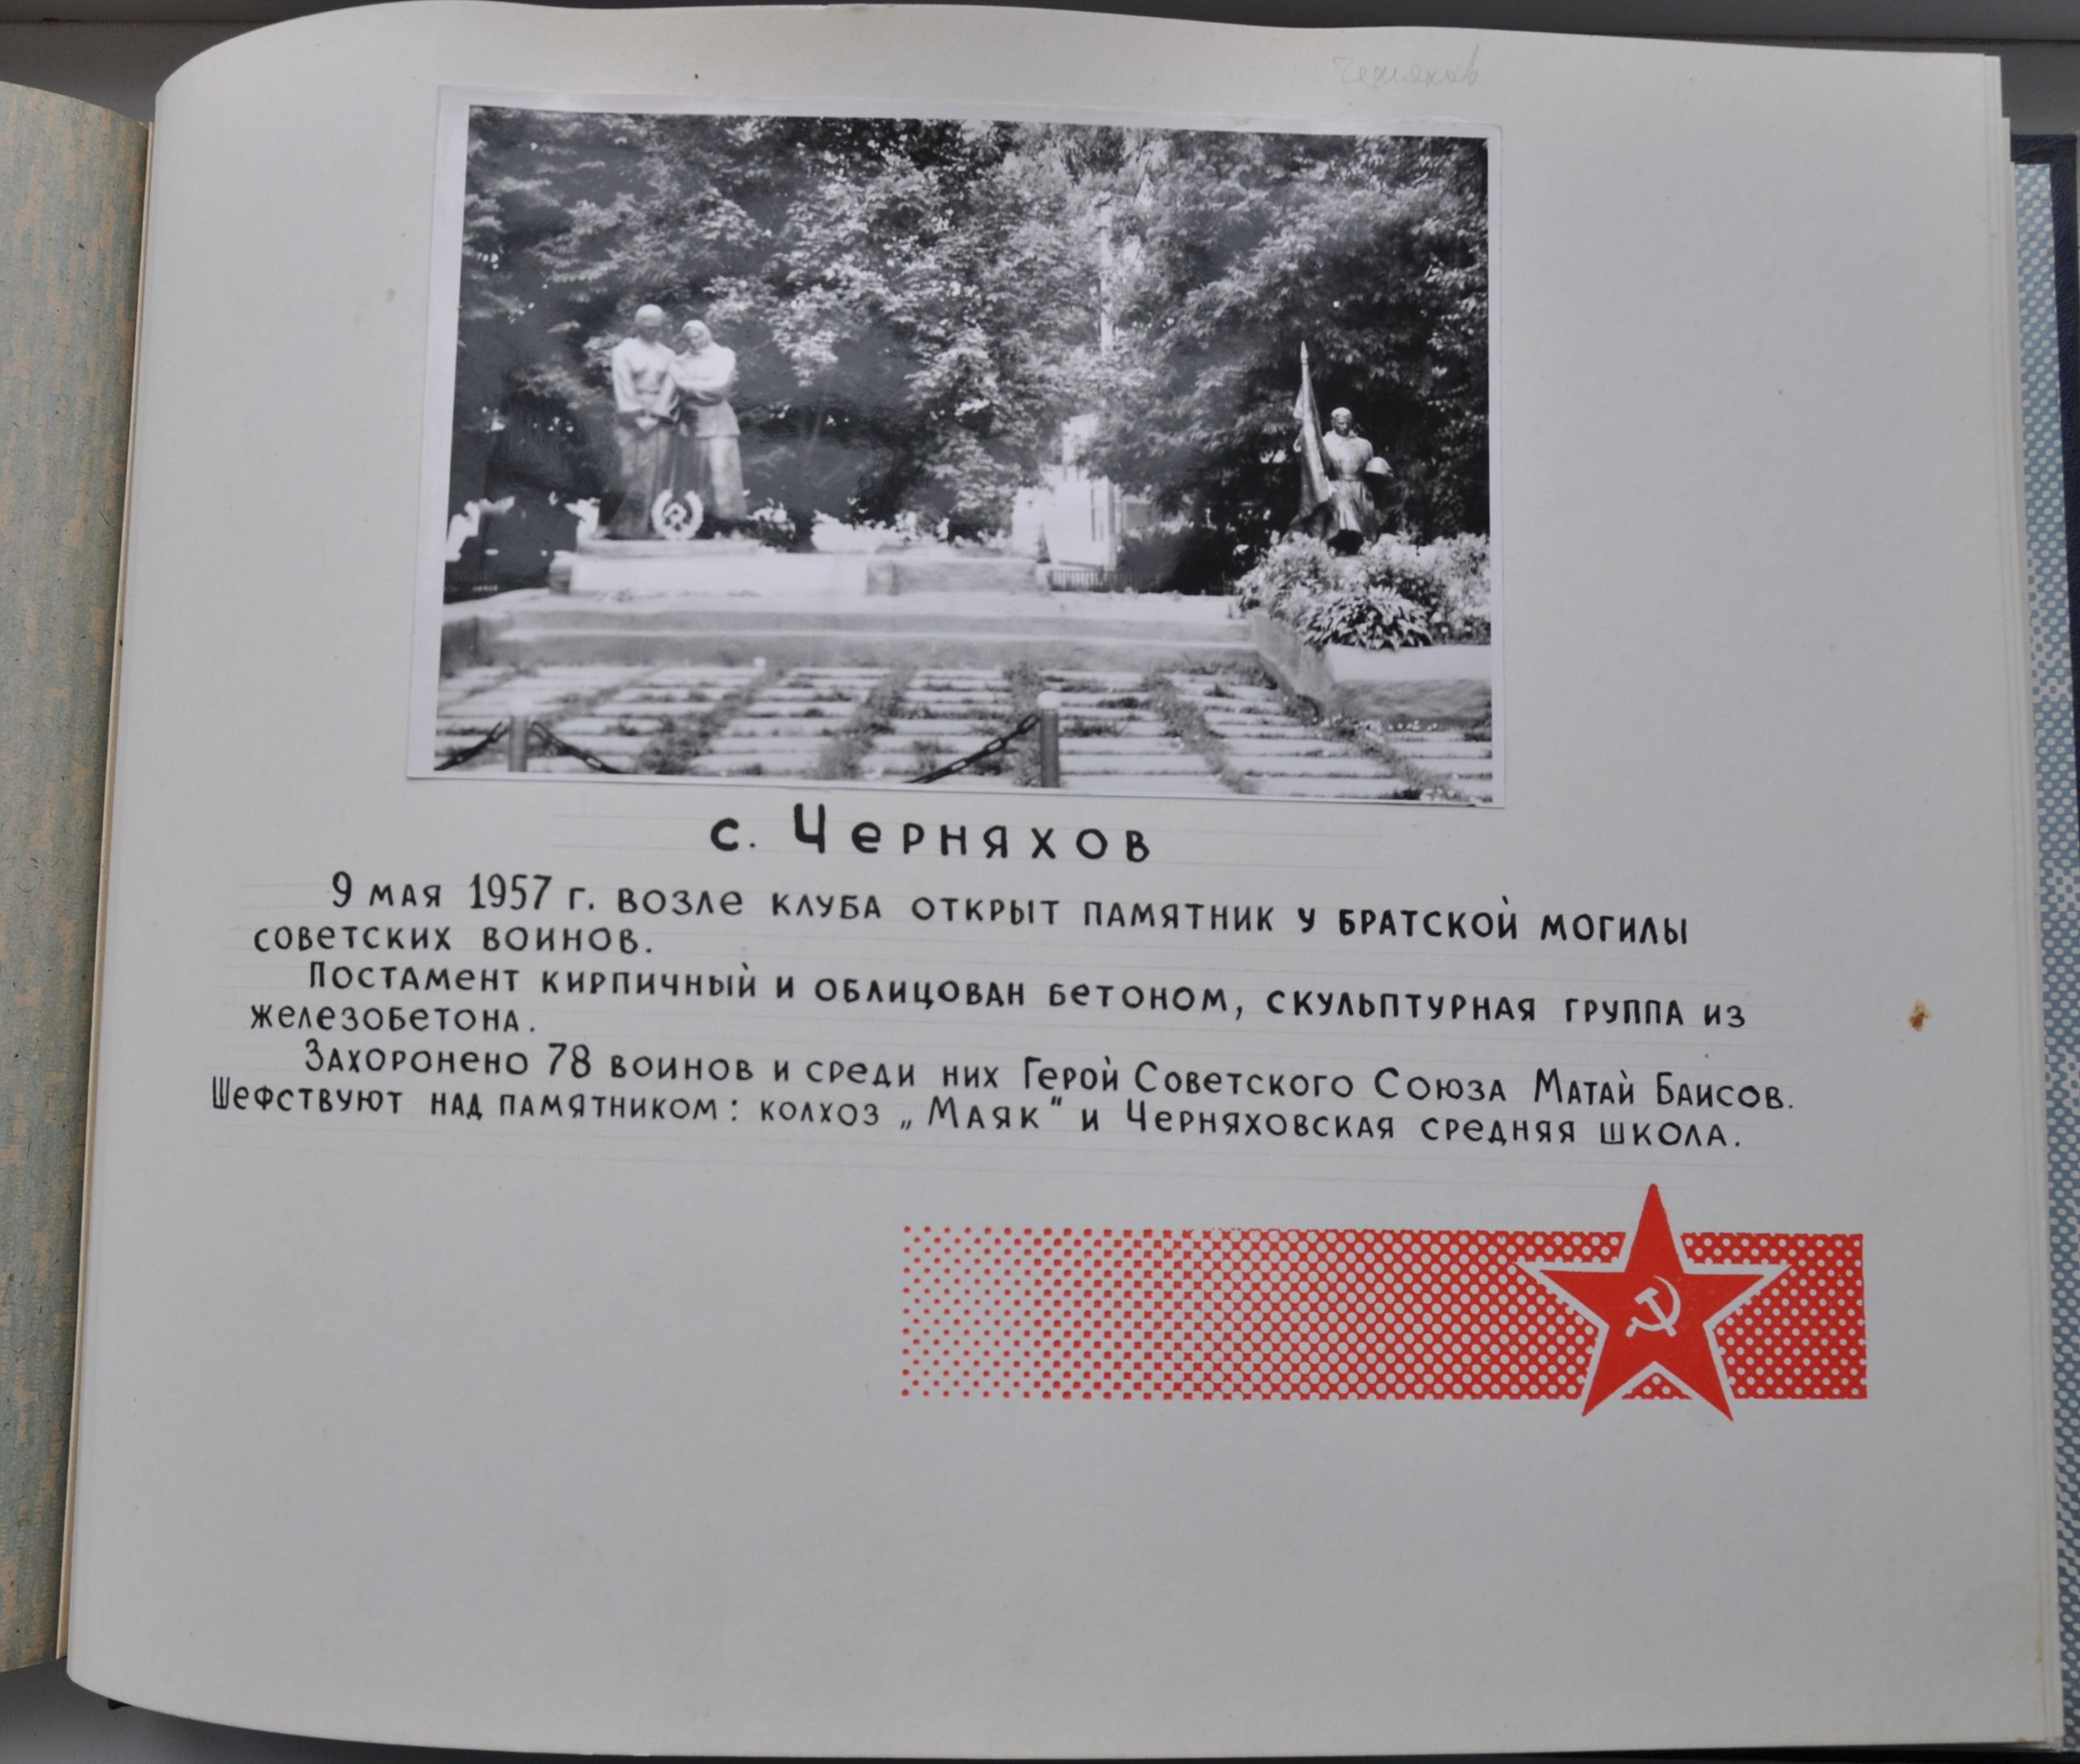 Черняхов
с. Черняхов
9 мая 1957 г. возле клуба открыт памятник у братской могилы
советских воинов.
Постамент кирпичный и облицован бетоном, скульптурная группа из
железобетона.
Захоронено 78 воинов и среди них Герой Советского Союза Матай Баисов.
Шефствуют над памятником: колхоз „Маяк" и Черняховская средняя школа.